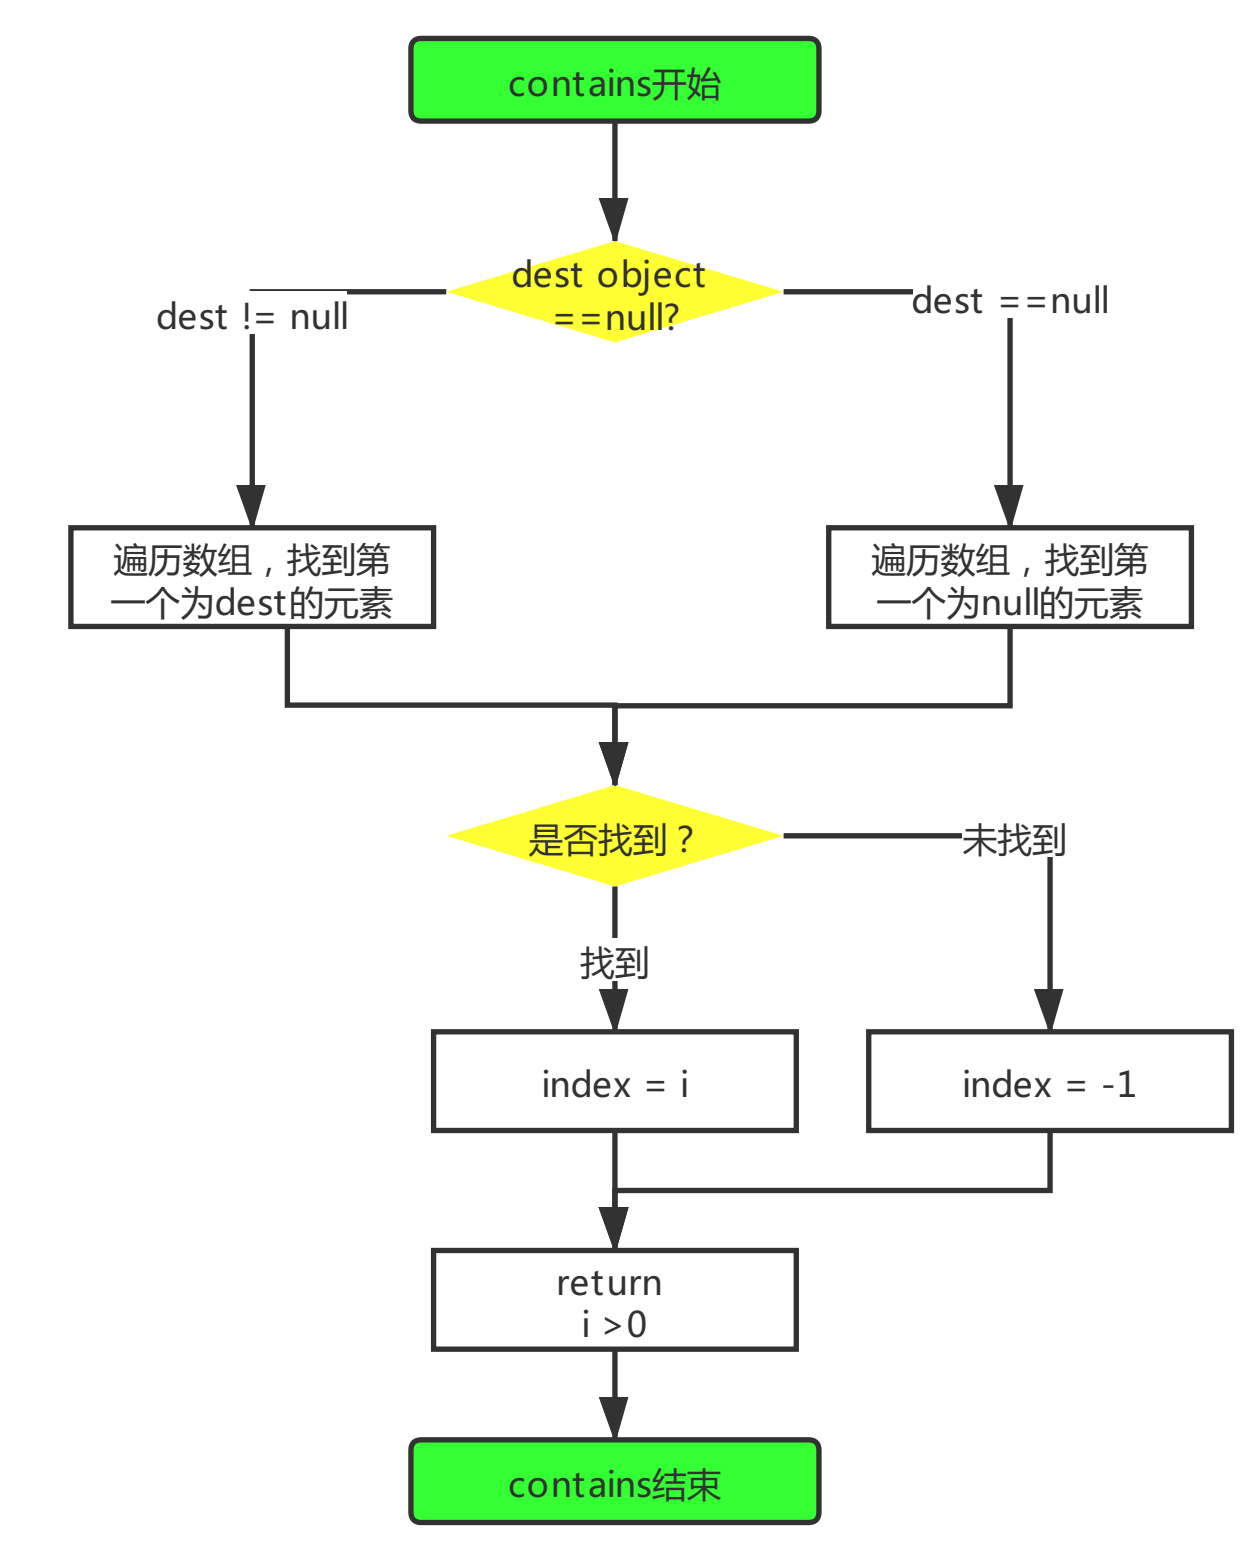 contains开始
dest object
==null?
dest != null
dest ==null
遍历数组，找到第
一个为dest的元素
遍历数组，找到第
一个为null的元素
是否找到？
未找到
找到
index = i
index = -1
return
i >0
contains结束